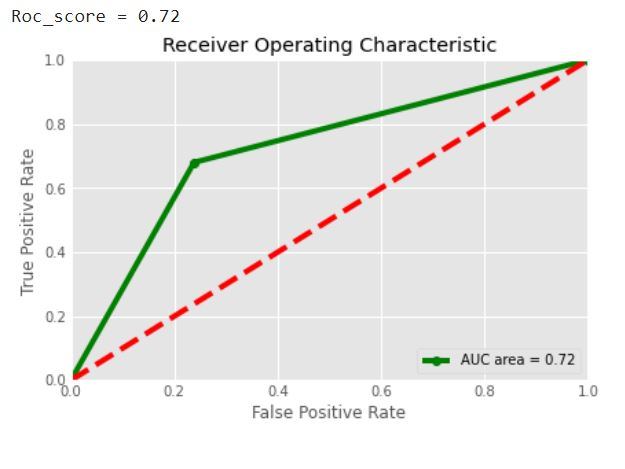 Roc_score = 0.72
Receiver Operating Characteristic
1.0
0.8
0.6
0.4
0.2
0.0
True Positive Rate
0.0 0.2 0.4 0.6 0.8 1.0
False Positive Rate
AUC area = 0.72